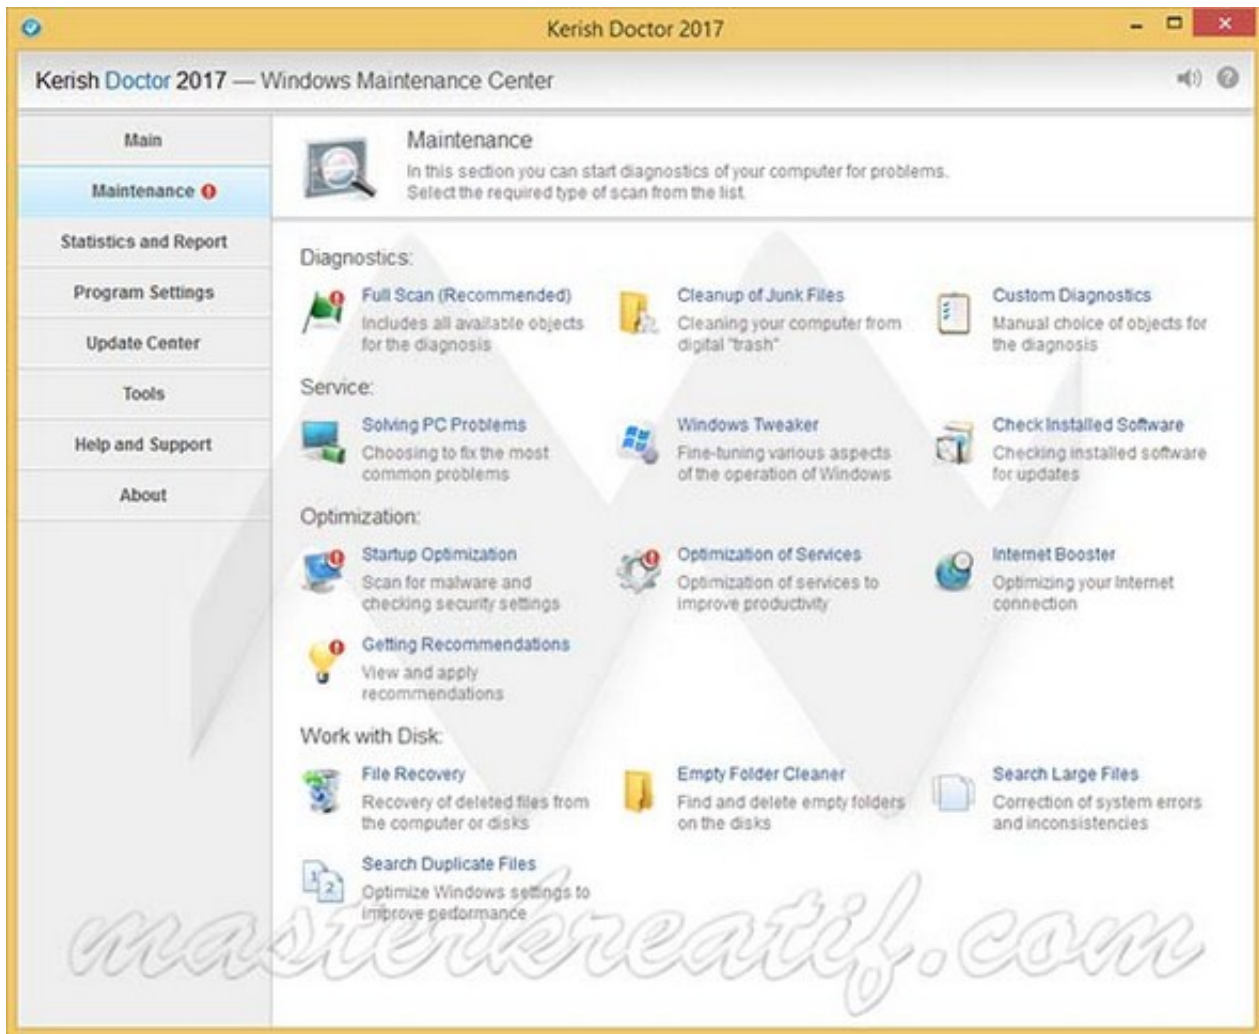 Kerish Doctor 2017
Kerish Doctor 2017 — Windows Maintenance Center
Main
Maintenance
Statistics and Report
Program Settings
Update Center
Tools
Help and Support
About
Maintenance
In this section you can start diagnostics of your computer for problems.
Select the required type of scan from the list.
Diagnostics:
Full Scan (Recommended)
Includes all available objects
for the diagnosis
Cleanup of Junk Files
Cleaning your computer from
digital "trash"
Custom Diagnostics
Manual choice of objects for
the diagnosis
Service:
Solving PC Problems
Choosing to fix the most
common problems
Windows Tweaker
Fine-tuning various aspects
of the operation of Windows
Check Installed Software
Checking installed software
for updates
Optimization:
Startup Optimization
Scan for malware and
checking security settings
Optimization of Services
Optimization of services to
improve productivity
Internet Booster
Optimizing your Internet
connection
Getting Recommendations
View and apply
recommendations
Work with Disk:
File Recovery
Recovery of deleted files from
the computer or disks
Empty Folder Cleaner
Find and delete empty folders
on the disks
Search Large Files
Correction of system errors
and inconsistencies
Search Duplicate Files
Optimize Windows settings to
improve performance
masterkreatif.com